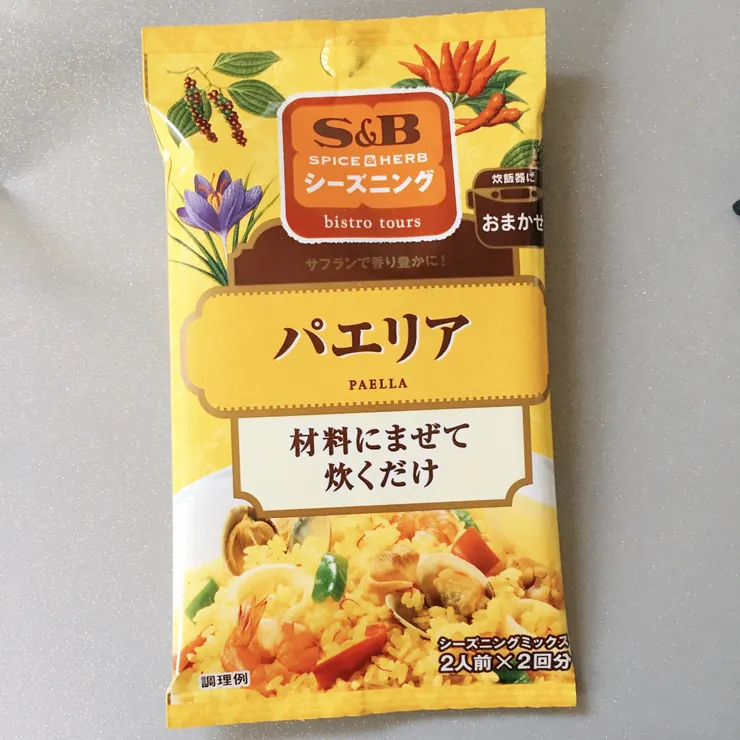 S&B
SPICE & HERB
シーズニング
bistro tours
炊飯器に
おまかせ
サフランで香り豊かに!
パエリア
PAELLA
材料にまぜて
炊くだけ
シーズニングミックス
2人前×2回分
調理例